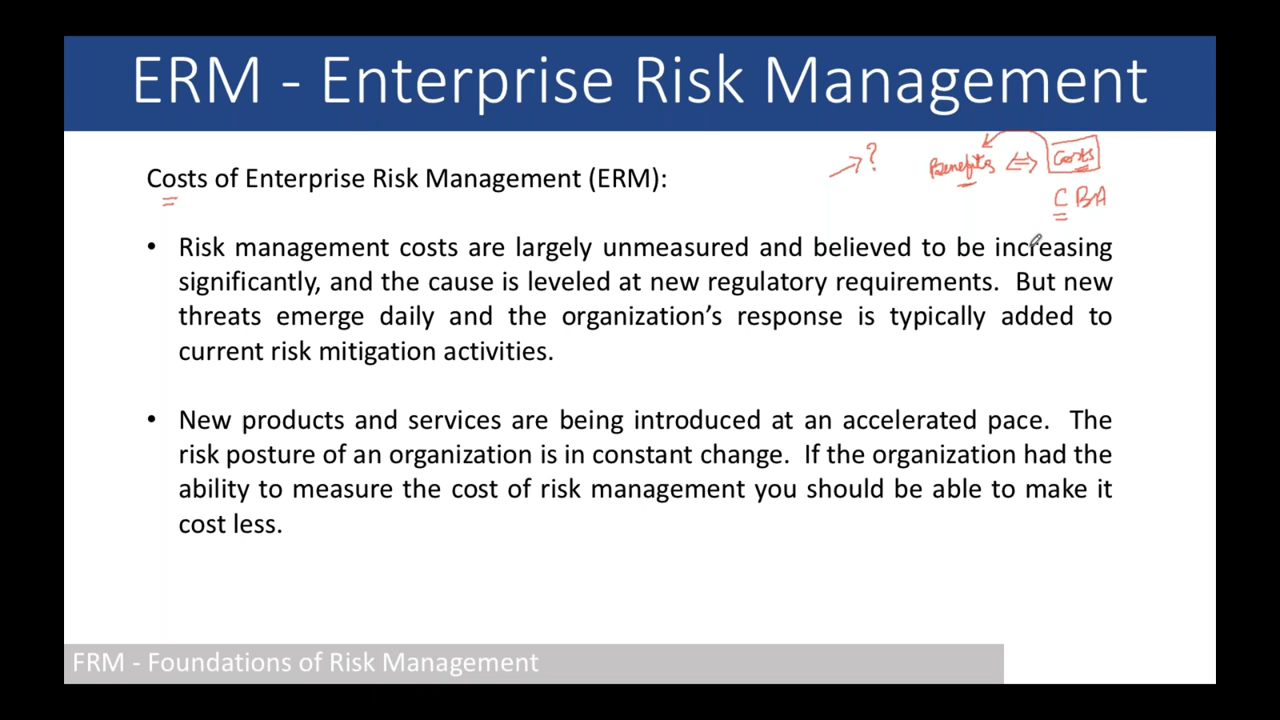 ERM - Enterprise Risk Management
→ ? Benefits ⇔ Costs
CBA
Costs of Enterprise Risk Management (ERM):
• Risk management costs are largely unmeasured and believed to be increasing
significantly, and the cause is leveled at new regulatory requirements. But new
threats emerge daily and the organization’s response is typically added to
current risk mitigation activities.
• New products and services are being introduced at an accelerated pace. The
risk posture of an organization is in constant change. If the organization had the
ability to measure the cost of risk management you should be able to make it
cost less.
FRM - Foundations of Risk Management